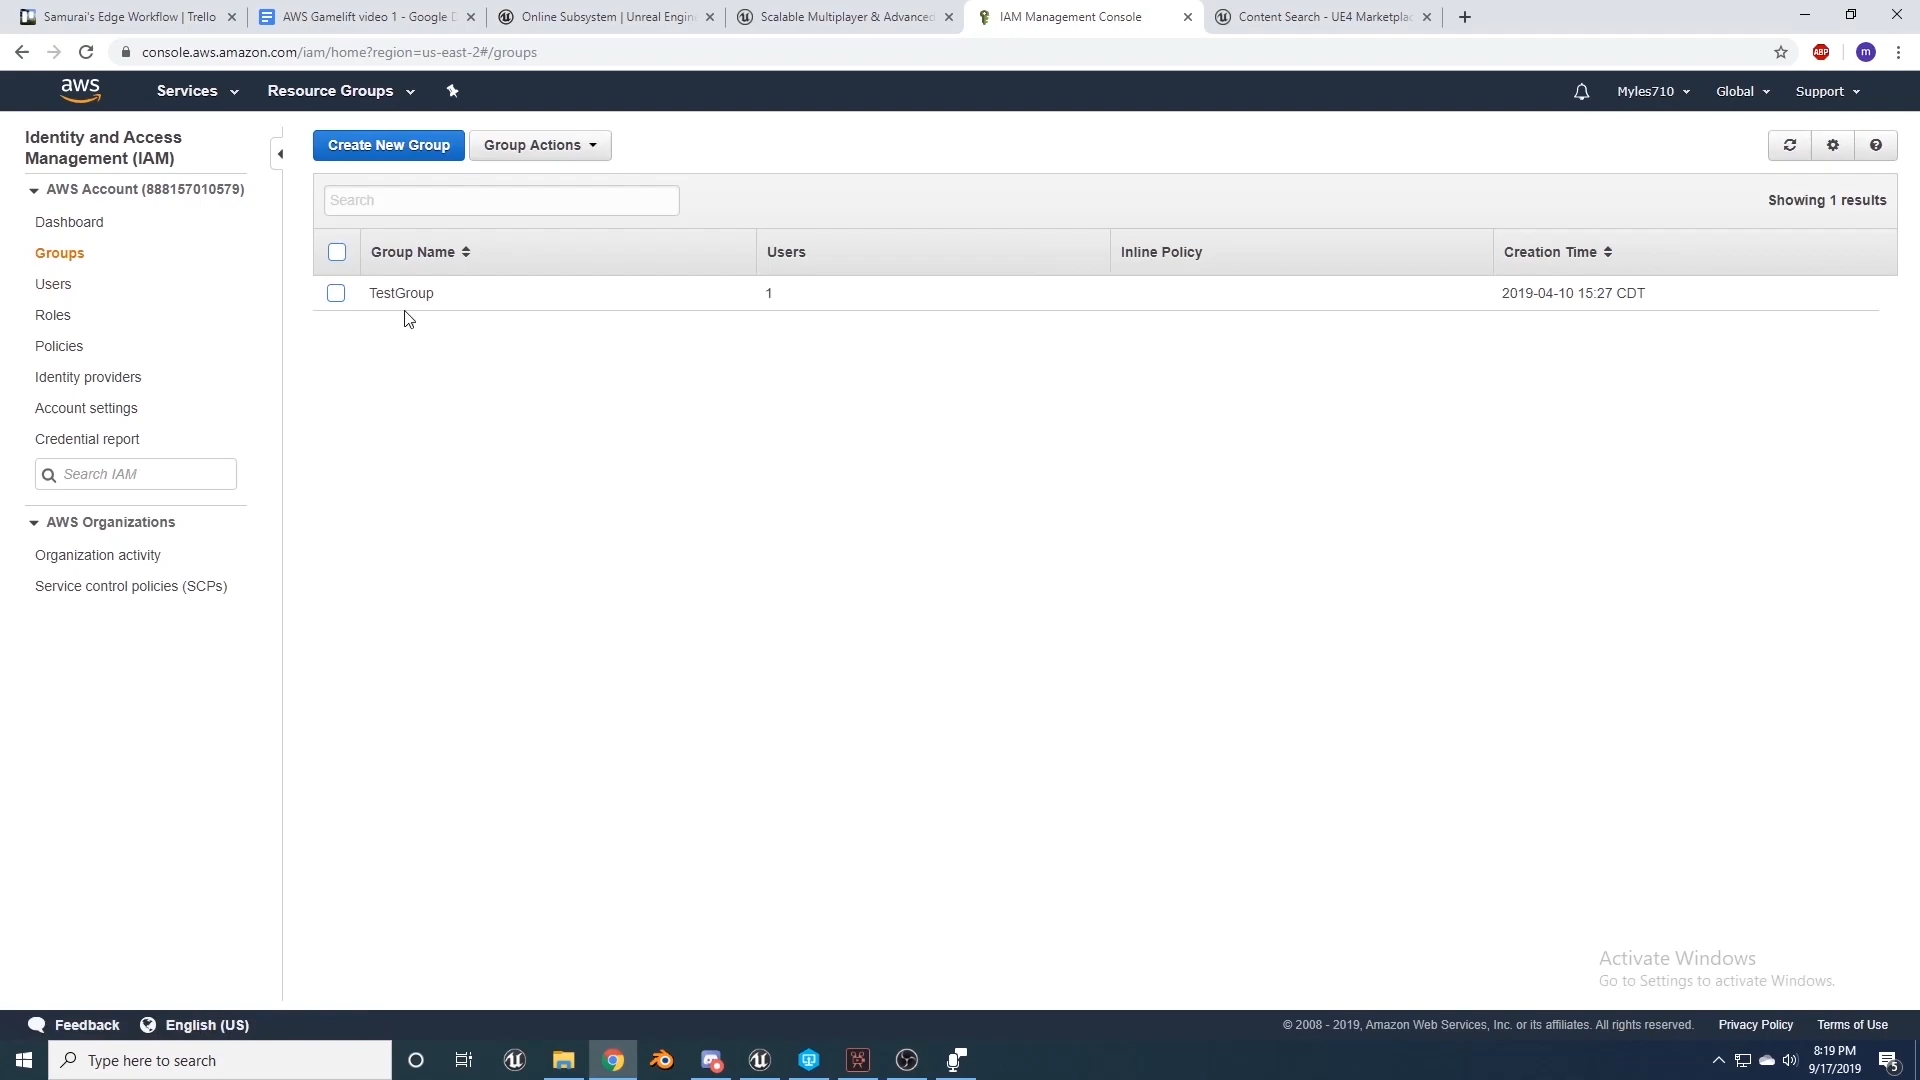 Samurai's Edge Workflow | Trello
AWS Gamelift video 1 - Google D
Online Subsystem | Unreal Engin
Scalable Multiplayer & Advanced
IAM Management Console
Content Search - UE4 Marketplac
console.aws.amazon.com/iam/home?region=us-east-2#/groups
ABP
m
aws
Services
Resource Groups
Myles710
Global
Support
Identity and Access
Management (IAM)
AWS Account (888157010579)
Dashboard
Groups
Users
Roles
Policies
Identity providers
Account settings
Credential report
Search IAM
AWS Organizations
Organization activity
Service control policies (SCPs)
Create New Group
Group Actions
Search
Showing 1 results
Group Name
Users
Inline Policy
Creation Time
TestGroup
1
2019-04-10 15:27 CDT
Activate Windows
Go to Settings to activate Windows.
Feedback
English (US)
© 2008 - 2019, Amazon Web Services, Inc. or its affiliates. All rights reserved.
Privacy Policy
Terms of Use
Type here to search
8:19 PM
9/17/2019
5